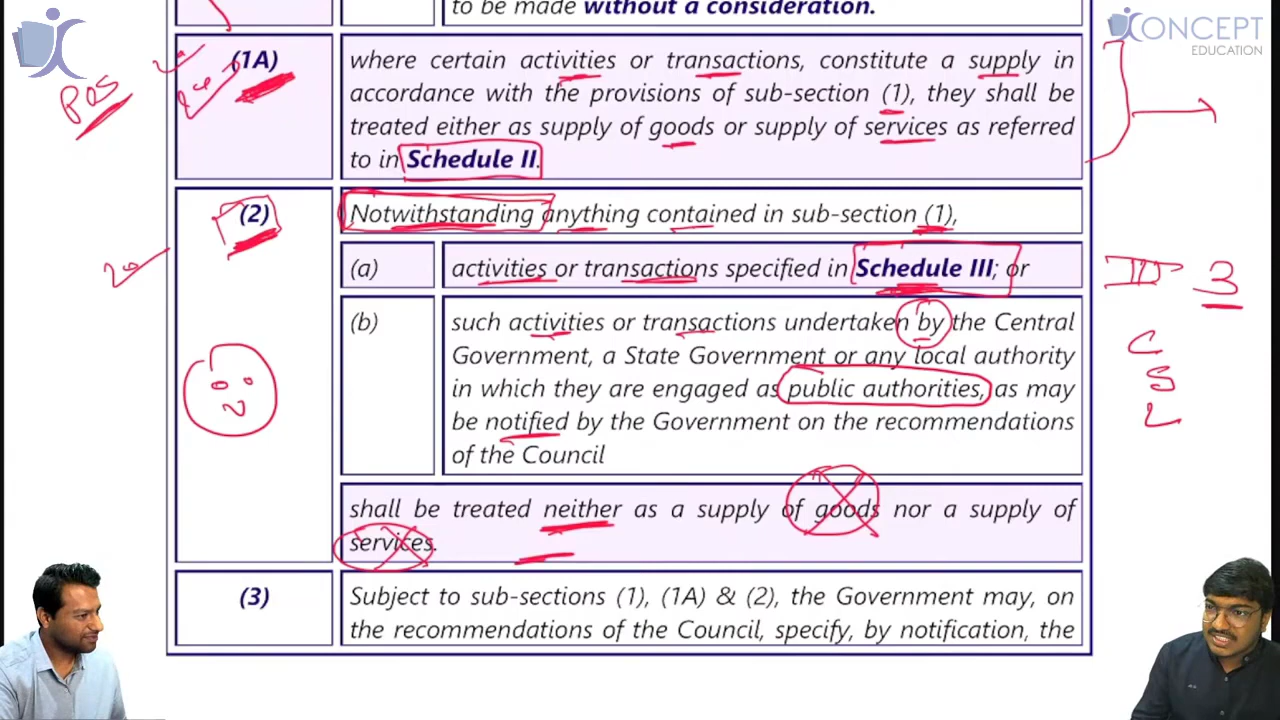 to be made without a consideration.
CONCEPT
EDUCATION
(1A)
where certain activities or transactions, constitute a supply in
accordance with the provisions of sub-section (1), they shall be
treated either as supply of goods or supply of services as referred
to in Schedule II.
POS
(2)
Notwithstanding anything contained in sub-section (1),
(a)
activities or transactions specified in Schedule III; or
III 3
(b)
such activities or transactions undertaken by the Central
Government, a State Government or any local authority
in which they are engaged as public authorities, as may
be notified by the Government on the recommendations
of the Council
C
S
L
shall be treated neither as a supply of goods nor a supply of
services.
(3)
Subject to sub-sections (1), (1A) & (2), the Government may, on
the recommendations of the Council, specify, by notification, the